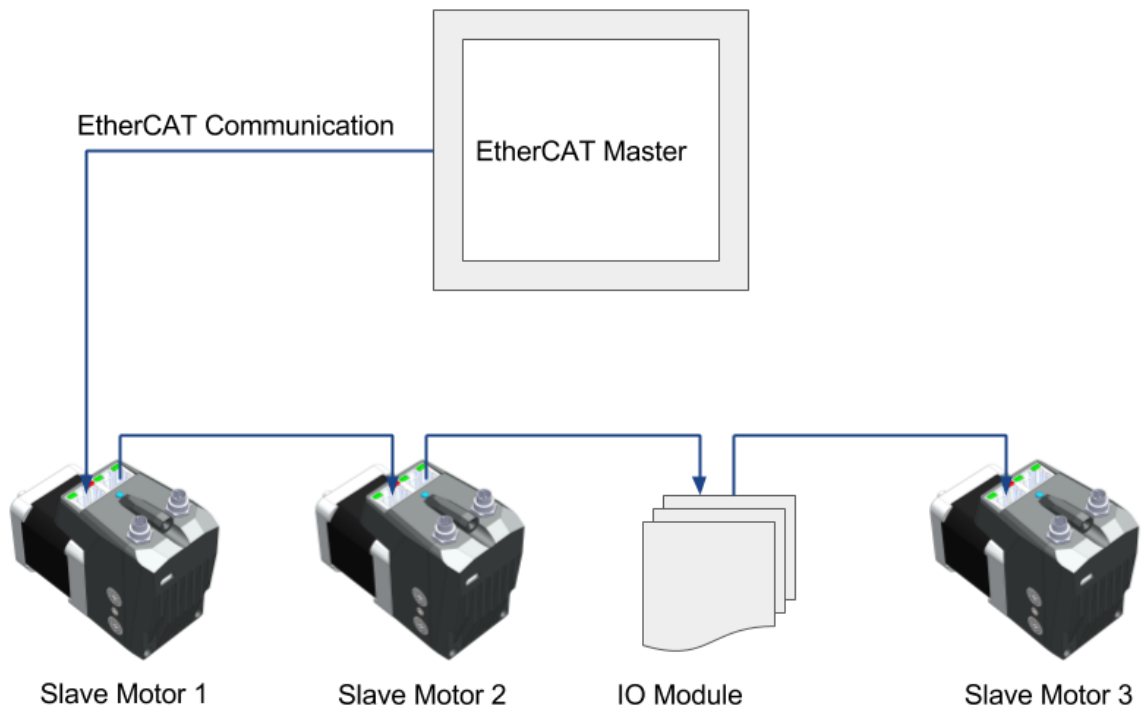 EtherCAT Communication
EtherCAT Master
Slave Motor 1
Slave Motor 2
IO Module
Slave Motor 3